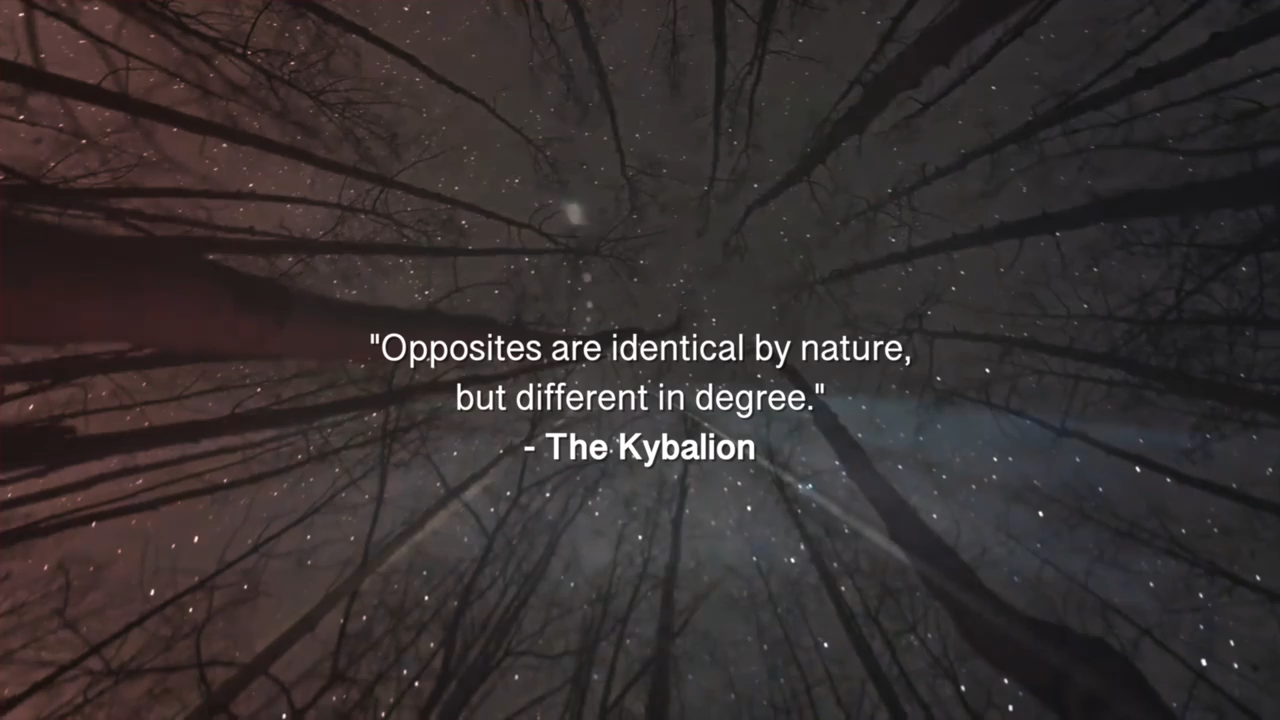 "Opposites are identical by nature,
but different in degree."
- The Kybalion